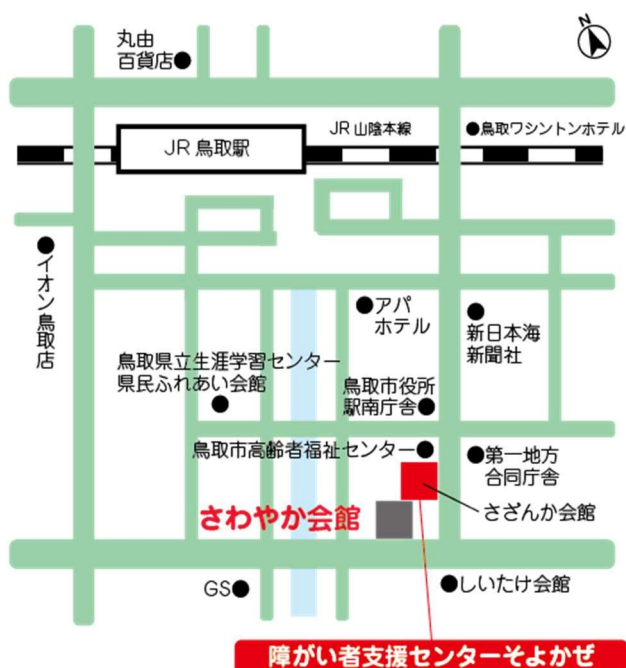 N
丸由
百貨店
JR山陰本線
鳥取ワシントンホテル
JR鳥取駅
イオン鳥取店
アパ
ホテル
新日本海
新聞社
鳥取県立生涯学習センター
県民ふれあい会館
鳥取市役所
駅南庁舎
鳥取市高齢者福祉センター
第一地方
合同庁舎
さざんか会館
さわやか会館
GS
しいたけ会館
障がい者支援センターそよかぜ